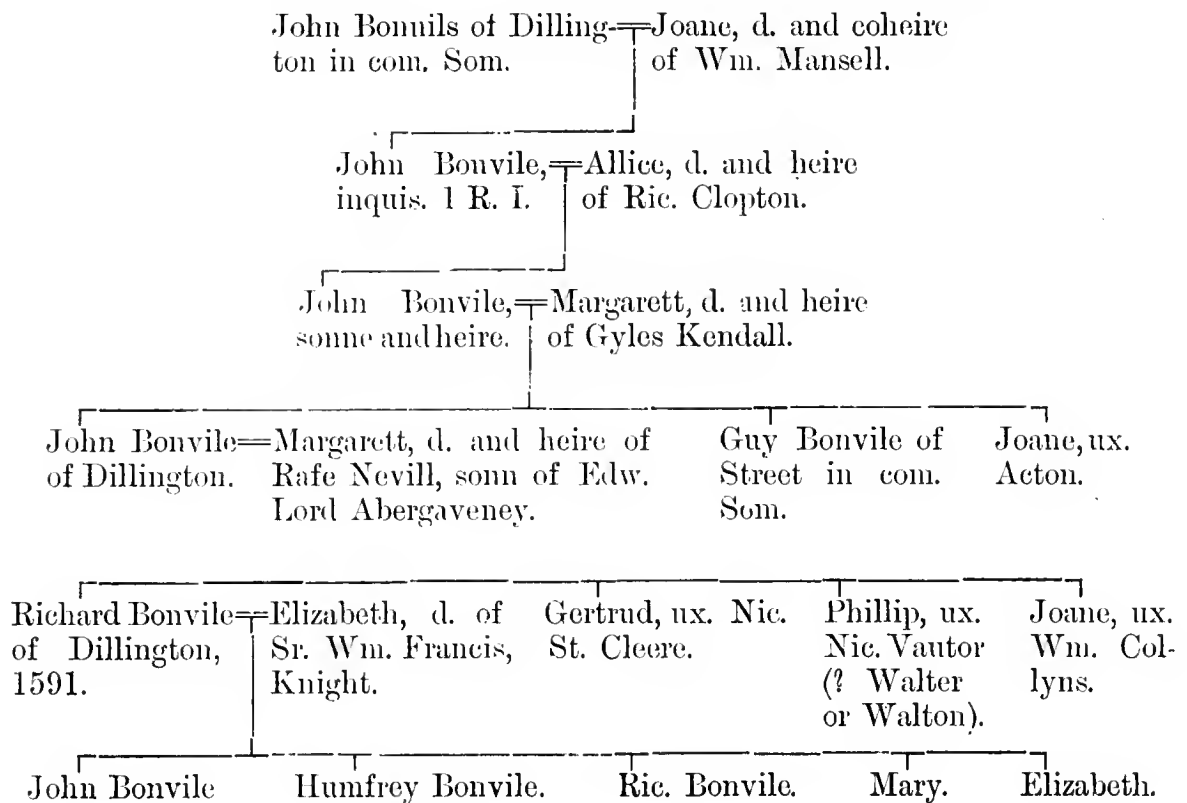 John Bonuils of Dilling-
ton in com. Som.
Joane, d. and coheire
of Wm. Mansell.
John Bonvile,
inquis. 1 R. I.
Allice, d. and heire
of Ric. Clopton.
John Bonvile,
sonne and heire.
Margarett, d. and heire
of Gyles Kendall.
John Bonvile
of Dillington.
Margarett, d. and heire of
Rafe Nevill, sonn of Edw.
Lord Abergaveney.
Guy Bonvile of
Street in com.
Som.
Joane, ux.
Acton.
Richard Bonvile
of Dillington,
1591.
Elizabeth, d. of
Sr. Wm. Francis,
Knight.
Gertrud, ux. Nic.
St. Cleere.
Phillip, ux.
Nic. Vautor
(? Walter
or Walton).
Joane, ux.
Wm. Col-
lyns.
John Bonvile
Humfrey Bonvile.
Ric. Bonvile.
Mary.
Elizabeth.